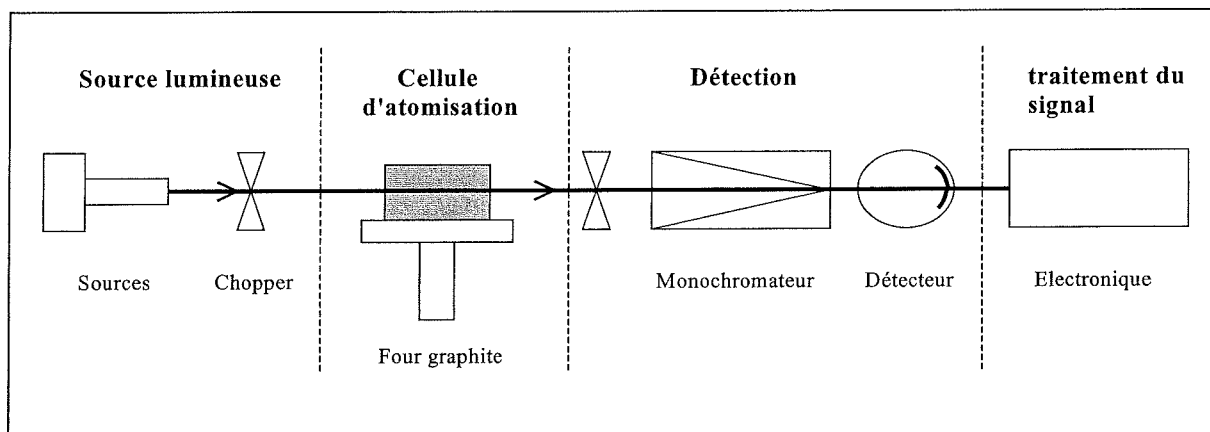 Source lumineuse
Cellule
d'atomisation
Détection
traitement du
signal
Sources
Chopper
Four graphite
Monochromateur
Détecteur
Electronique